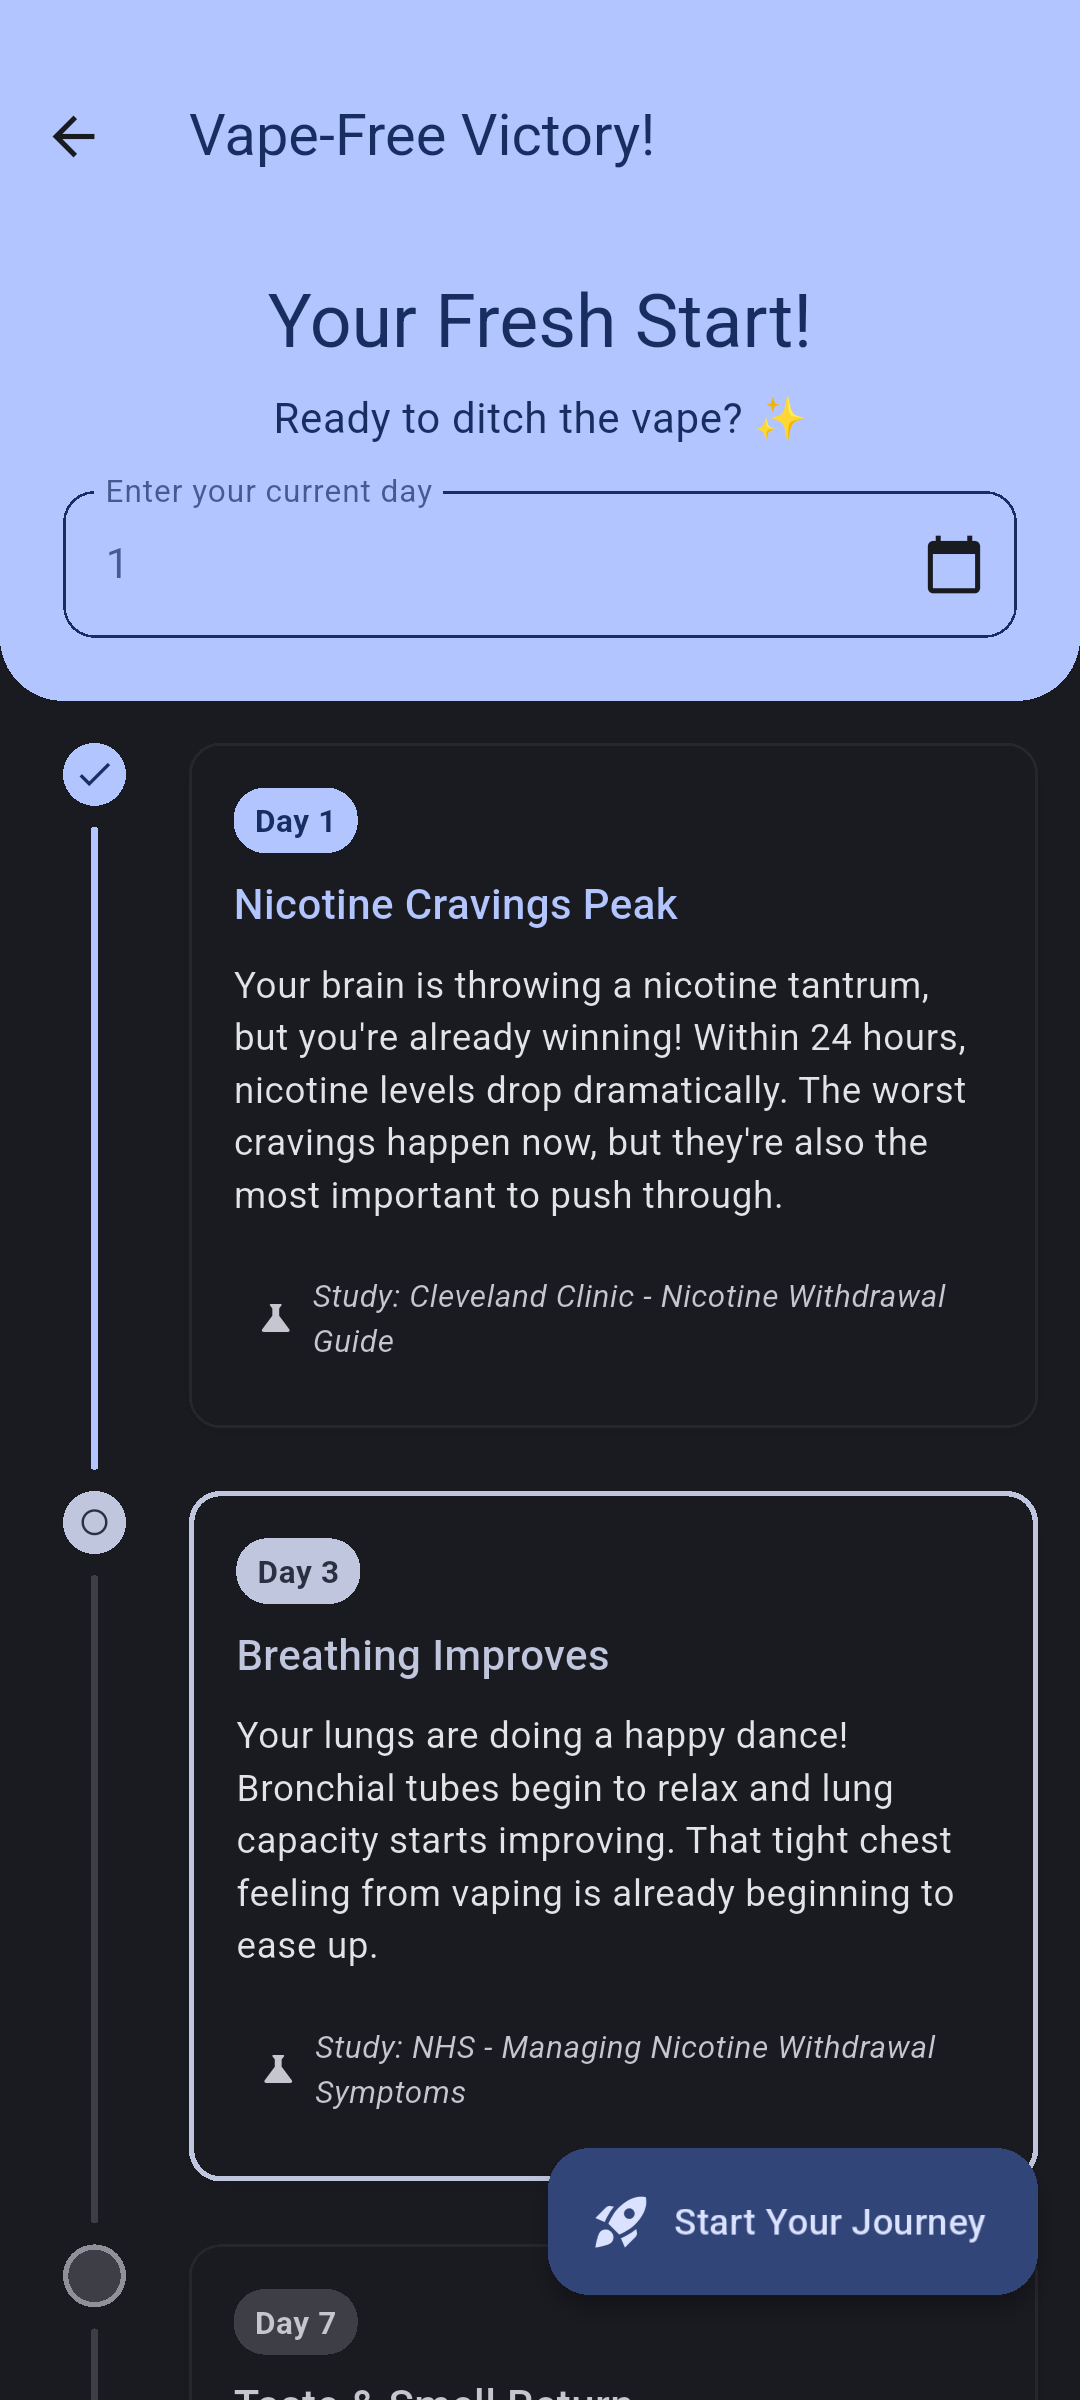 Vape-Free Victory!
Your Fresh Start!
Ready to ditch the vape? ✨
Enter your current day
1
Day 1
Nicotine Cravings Peak
Your brain is throwing a nicotine tantrum,
but you're already winning! Within 24 hours,
nicotine levels drop dramatically. The worst
cravings happen now, but they're also the
most important to push through.
Study: Cleveland Clinic - Nicotine Withdrawal
Guide
Day 3
Breathing Improves
Your lungs are doing a happy dance!
Bronchial tubes begin to relax and lung
capacity starts improving. That tight chest
feeling from vaping is already beginning to
ease up.
Study: NHS - Managing Nicotine Withdrawal
Symptoms
Start Your Journey
Day 7
Taste & Smell Return